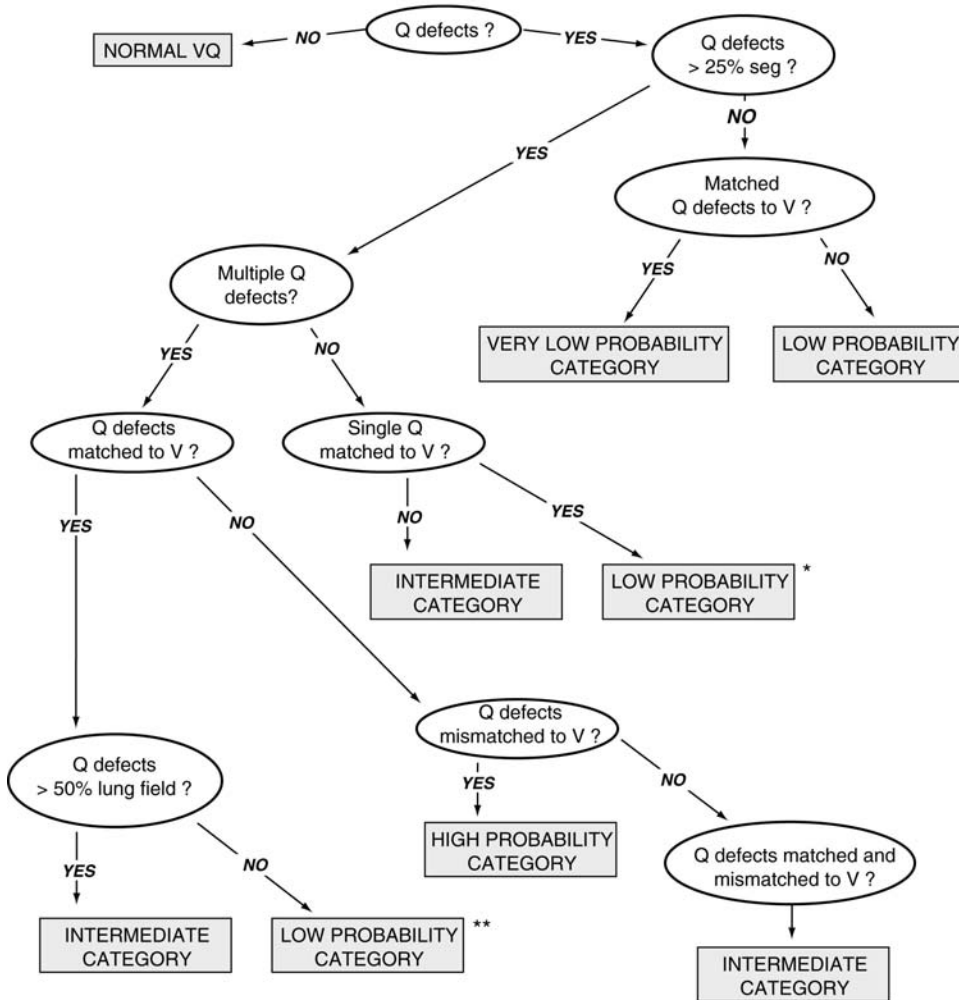 Q defects ?
NO
YES
NORMAL VQ
Q defects
> 25% seg ?
NO
YES
Matched
Q defects to V ?
YES
NO
Multiple Q
defects?
VERY LOW PROBABILITY
CATEGORY
LOW PROBABILITY
CATEGORY
YES
NO
Q defects
matched to V ?
Single Q
matched to V ?
YES
NO
NO
YES
INTERMEDIATE
CATEGORY
LOW PROBABILITY
CATEGORY
*
Q defects
mismatched to V ?
Q defects
> 50% lung field ?
YES
NO
HIGH PROBABILITY
CATEGORY
Q defects matched and
mismatched to V ?
YES
NO
INTERMEDIATE
CATEGORY
LOW PROBABILITY
CATEGORY
**
INTERMEDIATE
CATEGORY